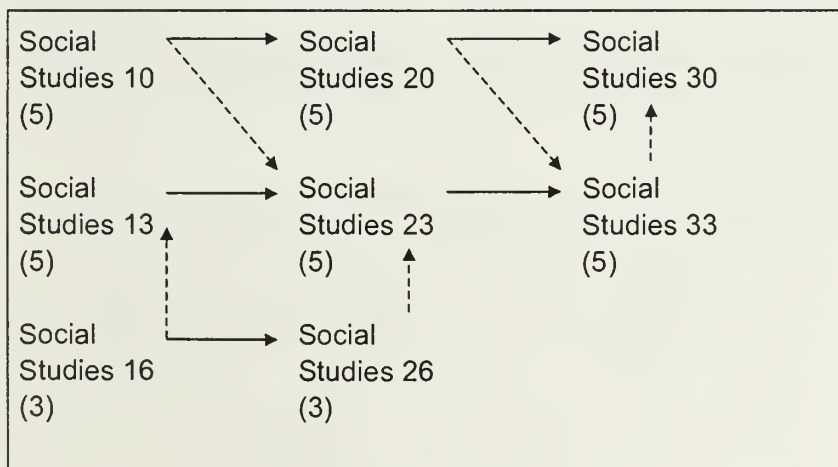 Social
Studies 10
(5)
Social
Studies 20
(5)
Social
Studies 30
(5)
Social
Studies 13
(5)
Social
Studies 23
(5)
Social
Studies 33
(5)
Social
Studies 16
(3)
Social
Studies 26
(3)